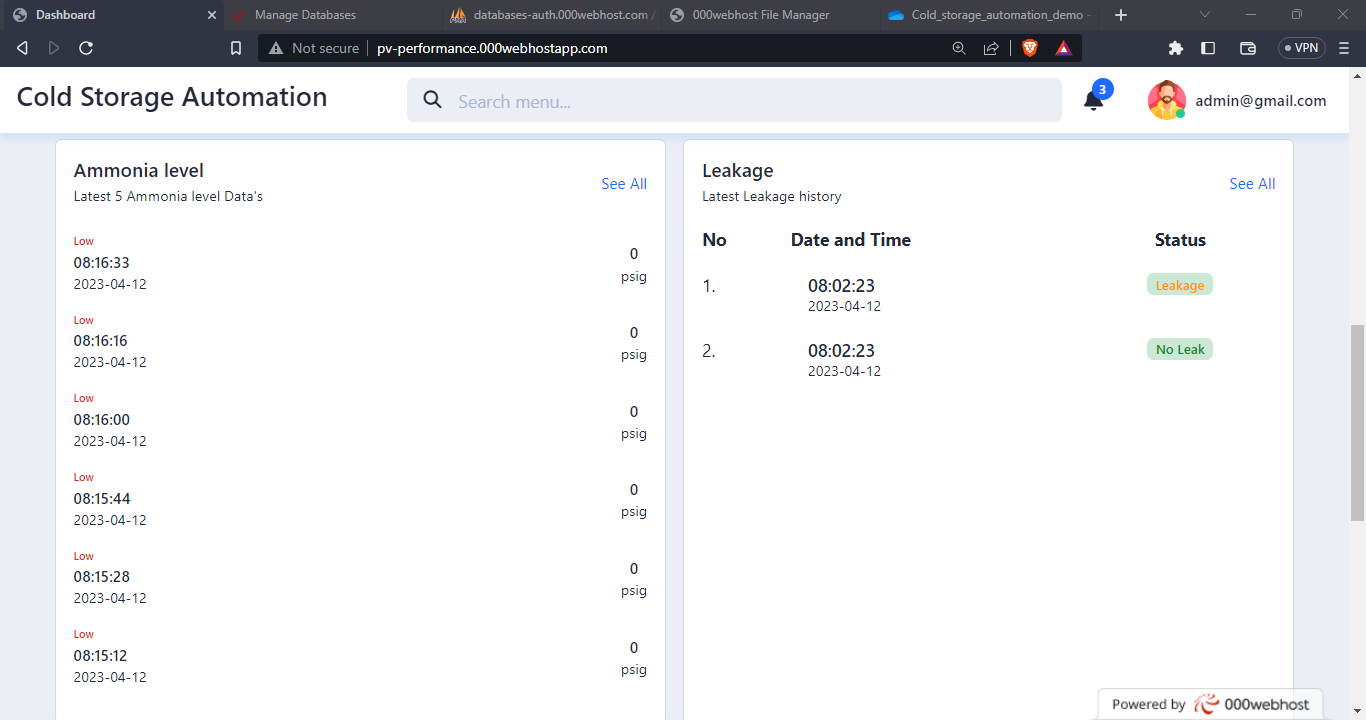 Dashboard
Manage Databases
databases-auth.000webhost.com /
000webhost File Manager
Cold_storage_automation_demo -
Not secure
pv-performance.000webhostapp.com
VPN
Cold Storage Automation
Search menu...
3
admin@gmail.com
Ammonia level
Latest 5 Ammonia level Data's
See All
Low
08:16:33
2023-04-12
0
psig
Low
08:16:16
2023-04-12
0
psig
Low
08:16:00
2023-04-12
0
psig
Low
08:15:44
2023-04-12
0
psig
Low
08:15:28
2023-04-12
0
psig
Low
08:15:12
2023-04-12
0
psig
Leakage
Latest Leakage history
See All
No Date and Time Status
1. 08:02:23 Leakage
2023-04-12
2. 08:02:23 No Leak
2023-04-12
Powered by 000webhost